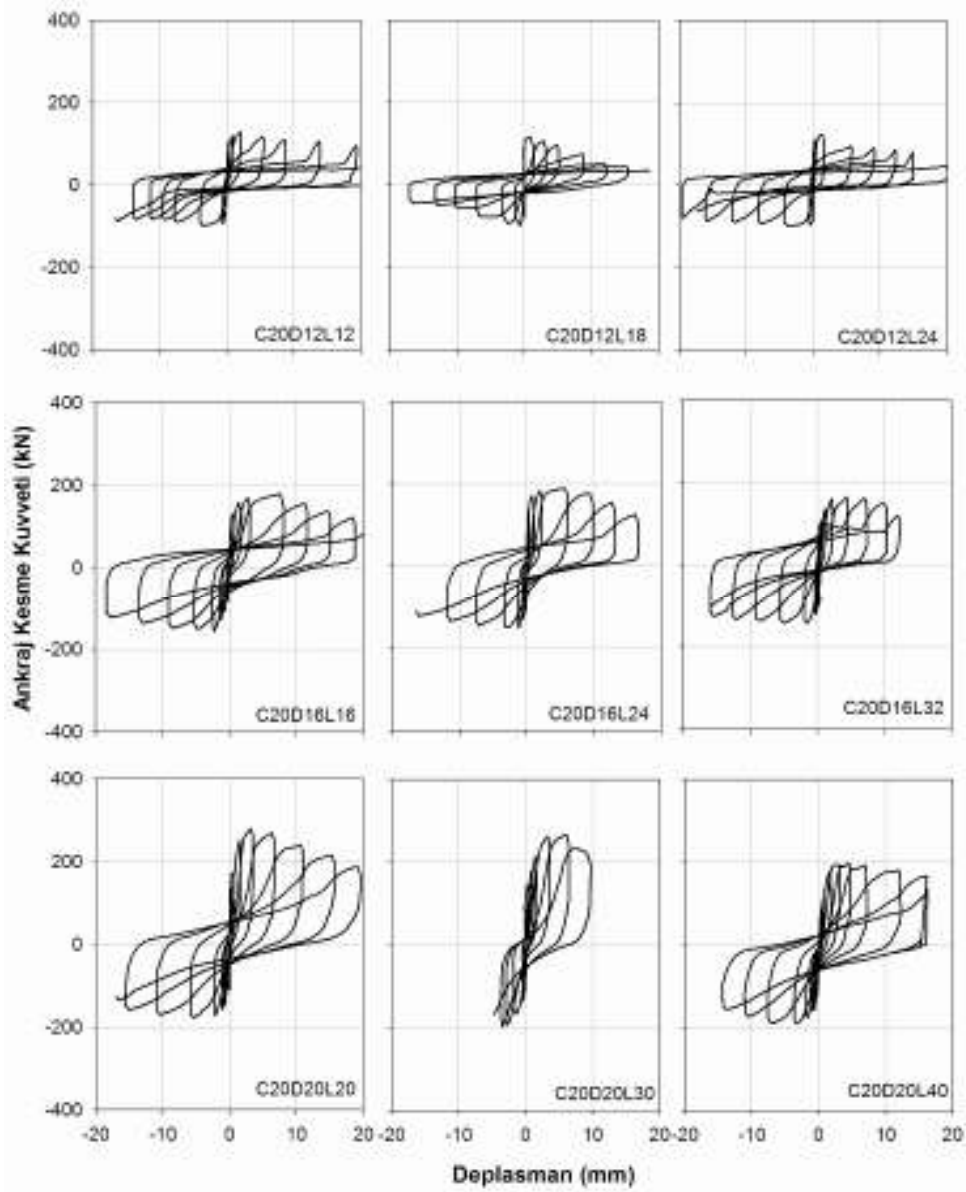 400
200
0
-200
-400
C20D12L12
C20D12L18
C20D12L24
400
200
0
-200
-400
C20D16L16
C20D16L24
C20D16L32
400
200
0
-200
-400
C20D20L20
C20D20L30
C20D20L40
-20 -10 0 10 20 -20 -10 0 10 20 -20 -10 0 10 20
Ankraj Kesme Kuvveti (kN)
Deplasman (mm)